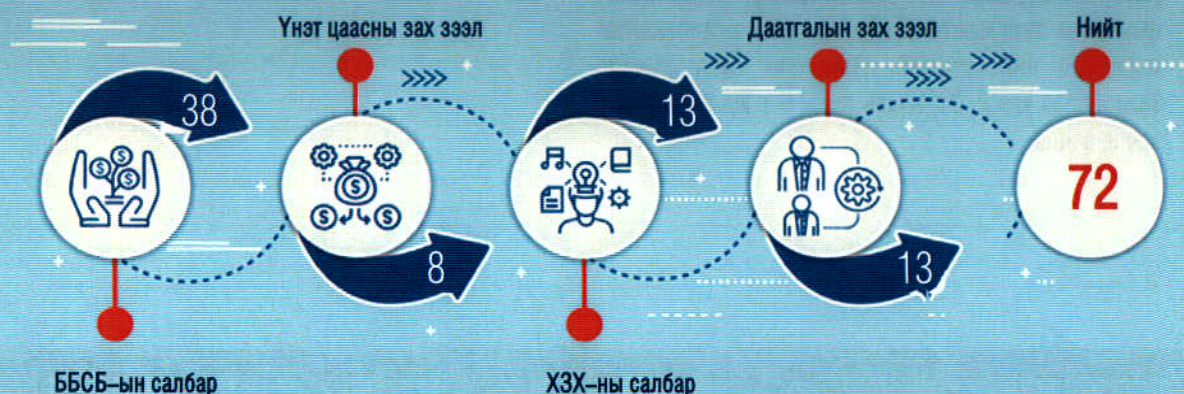 Үнэт цаасны зах зээл
Даатгалын зах зээл
Нийт
38
8
13
13
72
ББСБ–ын салбар
ХЗХ–ны салбар